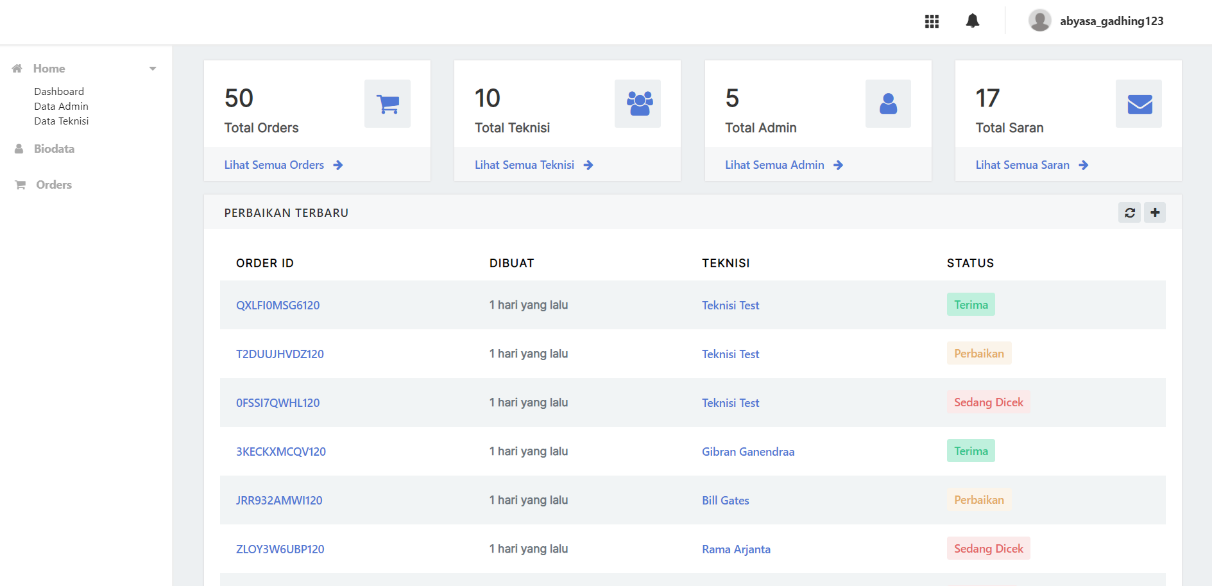 abyasa_gadhing123
Home
Dashboard
Data Admin
Data Teknisi
Biodata
Orders
50
Total Orders
Lihat Semua Orders
10
Total Teknisi
Lihat Semua Teknisi
5
Total Admin
Lihat Semua Admin
17
Total Saran
Lihat Semua Saran
PERBAIKAN TERBARU
ORDER ID DIBUAT TEKNISI STATUS
QXLFI0MSG6120 1 hari yang lalu Teknisi Test Terima
T2DUUJHVDZ120 1 hari yang lalu Teknisi Test Perbaikan
0FSSI7QWHL120 1 hari yang lalu Teknisi Test Sedang Dicek
3KECKXMCQV120 1 hari yang lalu Gibran Ganendraa Terima
JRR932AMWI120 1 hari yang lalu Bill Gates Perbaikan
ZLOY3W6UBP120 1 hari yang lalu Rama Arjanta Sedang Dicek